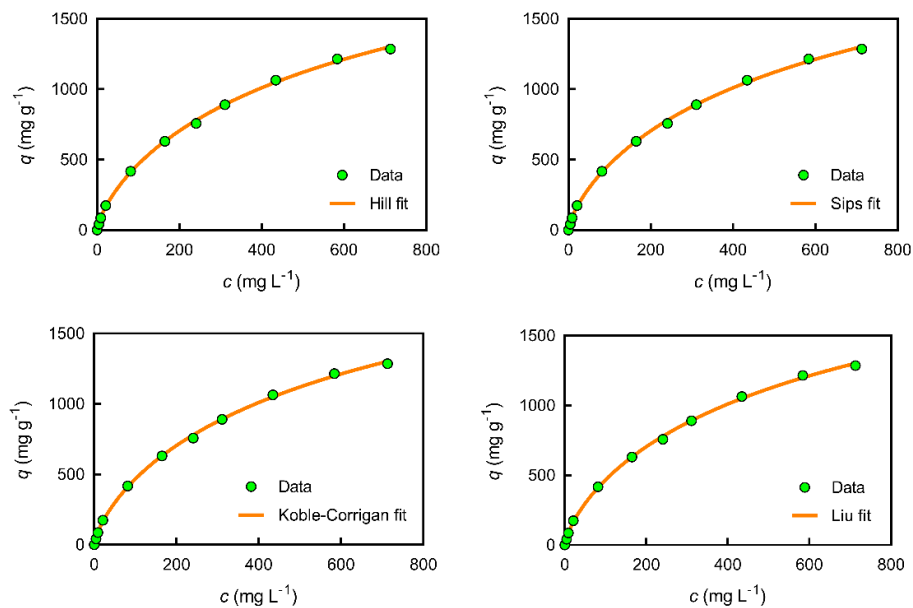 1500
1000
500
0
q (mg g⁻¹)
Data
Hill fit
0 200 400 600 800
c (mg L⁻¹)
1500
1000
500
0
q (mg g⁻¹)
Data
Sips fit
0 200 400 600 800
c (mg L⁻¹)
1500
1000
500
0
q (mg g⁻¹)
Data
Koble-Corrigan fit
0 200 400 600 800
c (mg L⁻¹)
1500
1000
500
0
q (mg g⁻¹)
Data
Liu fit
0 200 400 600 800
c (mg L⁻¹)